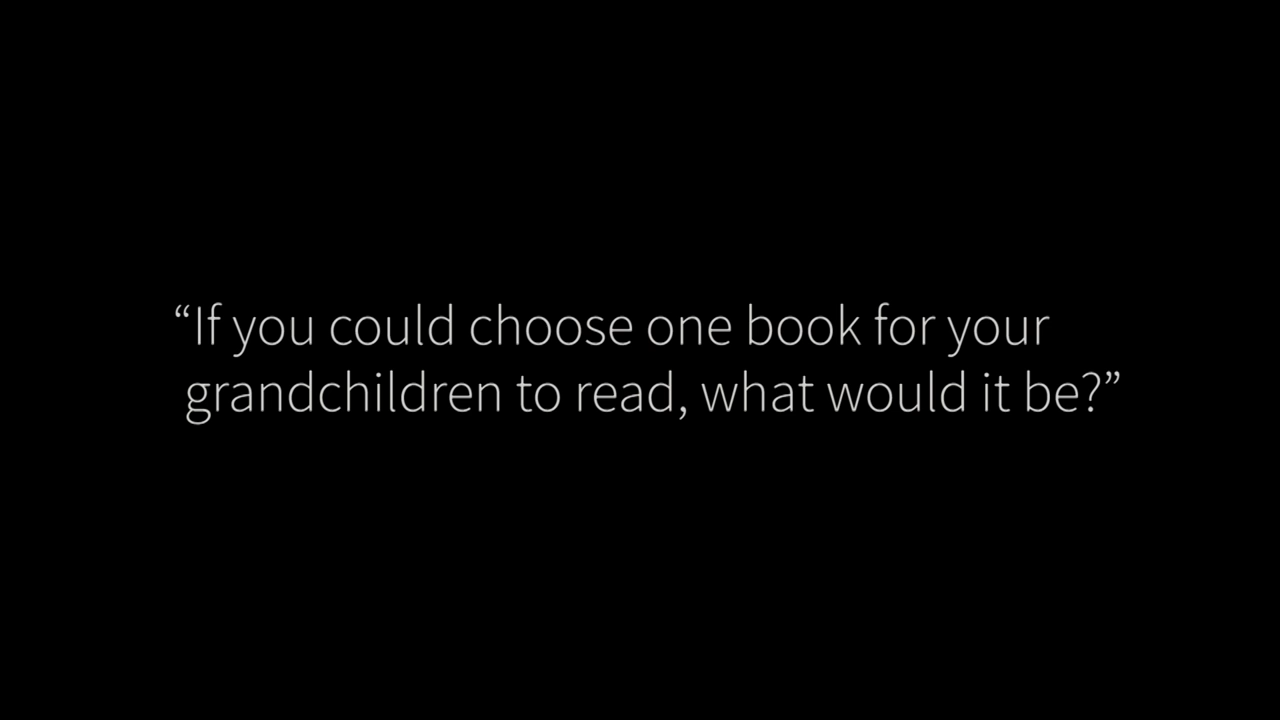 “If you could choose one book for your
grandchildren to read, what would it be?”